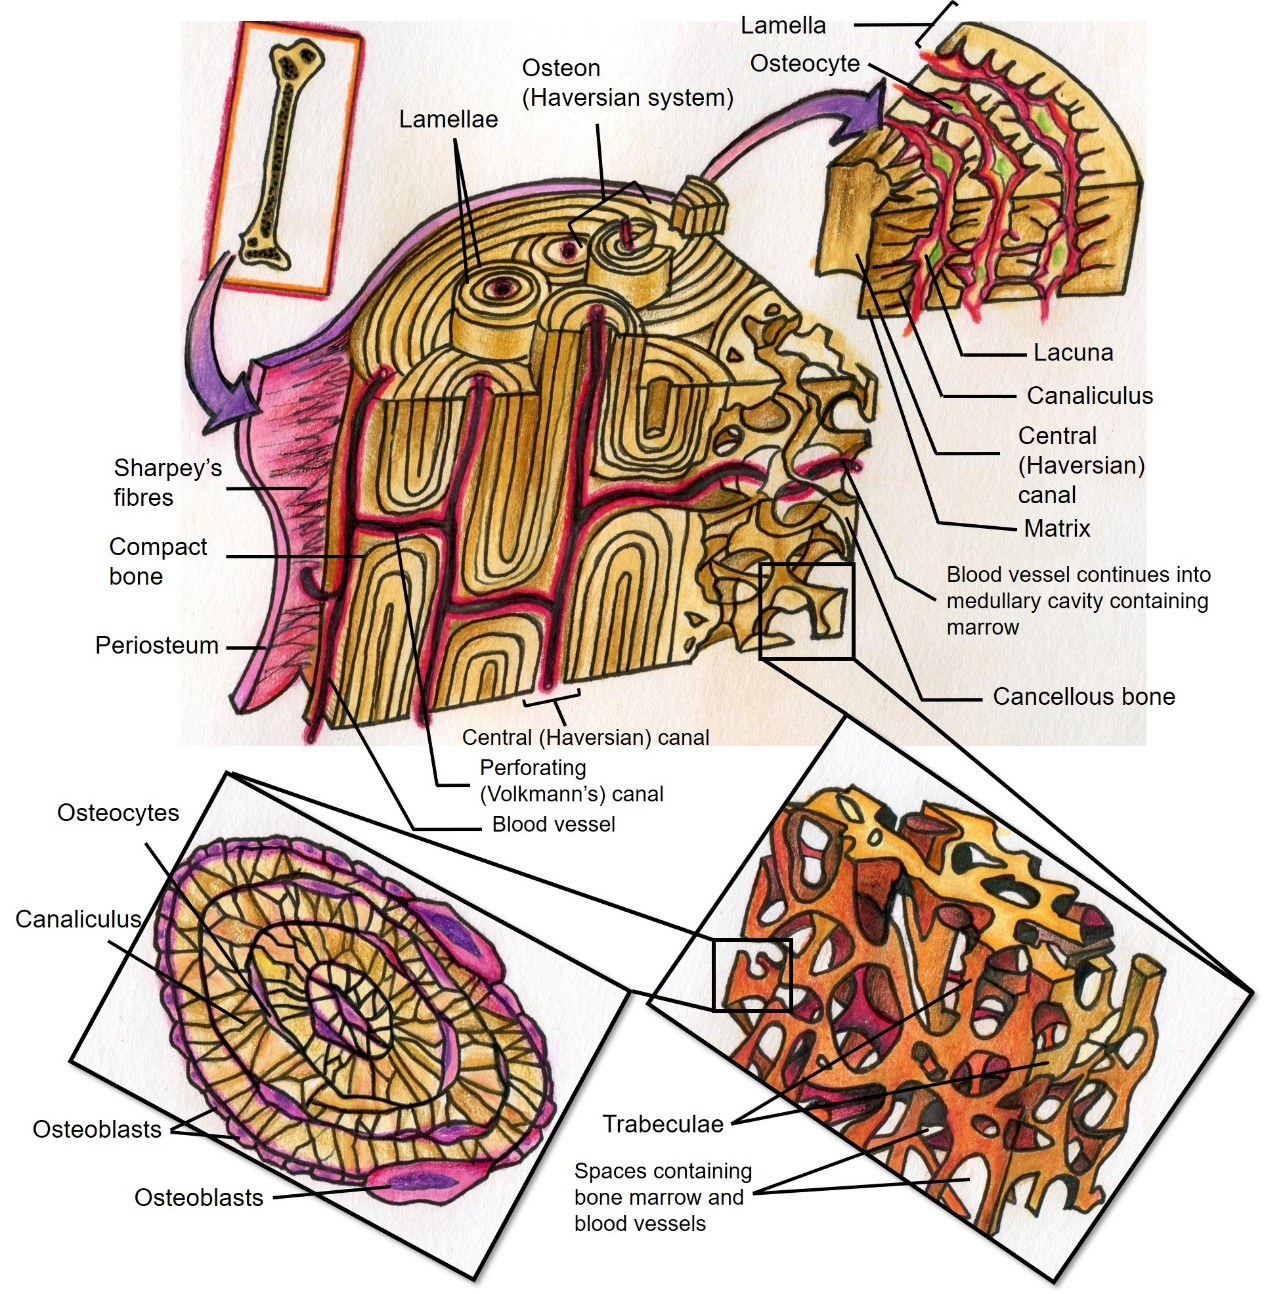 Lamella
Osteocyte
Osteon
(Haversian system)
Lamellae
Lacuna
Canaliculus
Central
(Haversian)
canal
Matrix
Sharpey’s
fibres
Compact
bone
Periosteum
Blood vessel continues into
medullary cavity containing
marrow
Cancellous bone
Central (Haversian) canal
Perforating
(Volkmann’s) canal
Blood vessel
Osteocytes
Canaliculus
Osteoblasts
Osteoblasts
Trabeculae
Spaces containing
bone marrow and
blood vessels